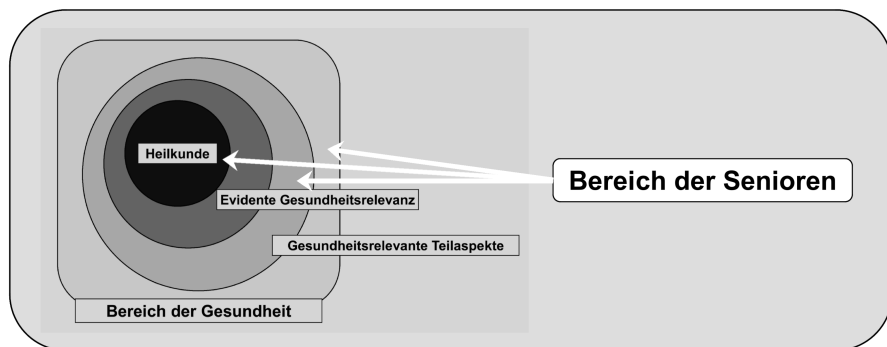 Heilkunde
Bereich der Senioren
Evidente Gesundheitsrelevanz
Gesundheitsrelevante Teilaspekte
Bereich der Gesundheit